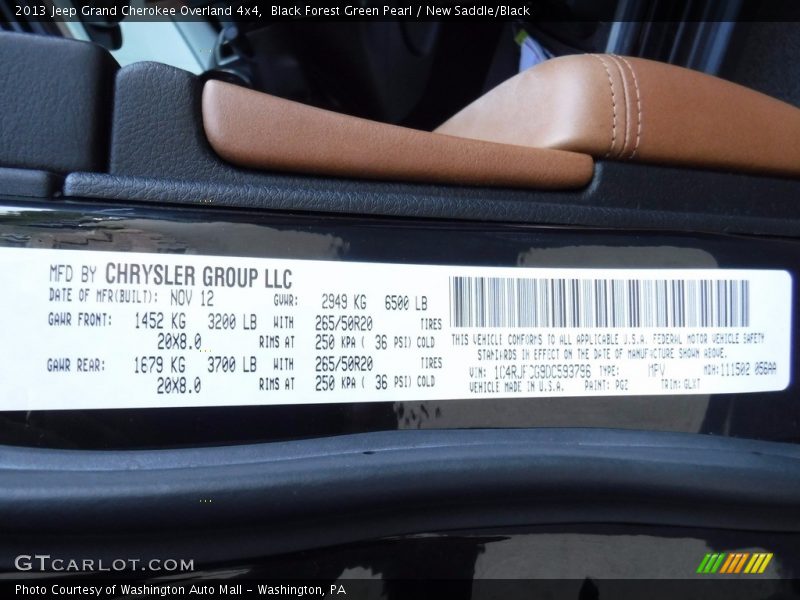 2013 Jeep Grand Cherokee Overland 4x4, Black Forest Green Pearl / New Saddle/Black
MFD BY CHRYSLER GROUP LLC
DATE OF MFR(BUILT): NOV 12 GVWR: 2949 KG 6500 LB
GAWR FRONT: 1452 KG 3200 LB WITH 265/50R20 TIRES
20X8.0 RIMS AT 250 KPA ( 36 PSI) COLD
GAWR REAR: 1679 KG 3700 LB WITH 265/50R20 TIRES
20X8.0 RIMS AT 250 KPA ( 36 PSI) COLD
THIS VEHICLE CONFORMS TO ALL APPLICABLE U.S.A. FEDERAL MOTOR VEHICLE SAFETY
STANDARDS IN EFFECT ON THE DATE OF MANUFACTURE SHOWN ABOVE.
VIN: TYPE: MPV MDH: 111502 056AA
VEHICLE MADE IN U.S.A. PAINT: PGZ TRIM: GLXT
GTCARLOT.COM
Photo Courtesy of Washington Auto Mall - Washington, PA